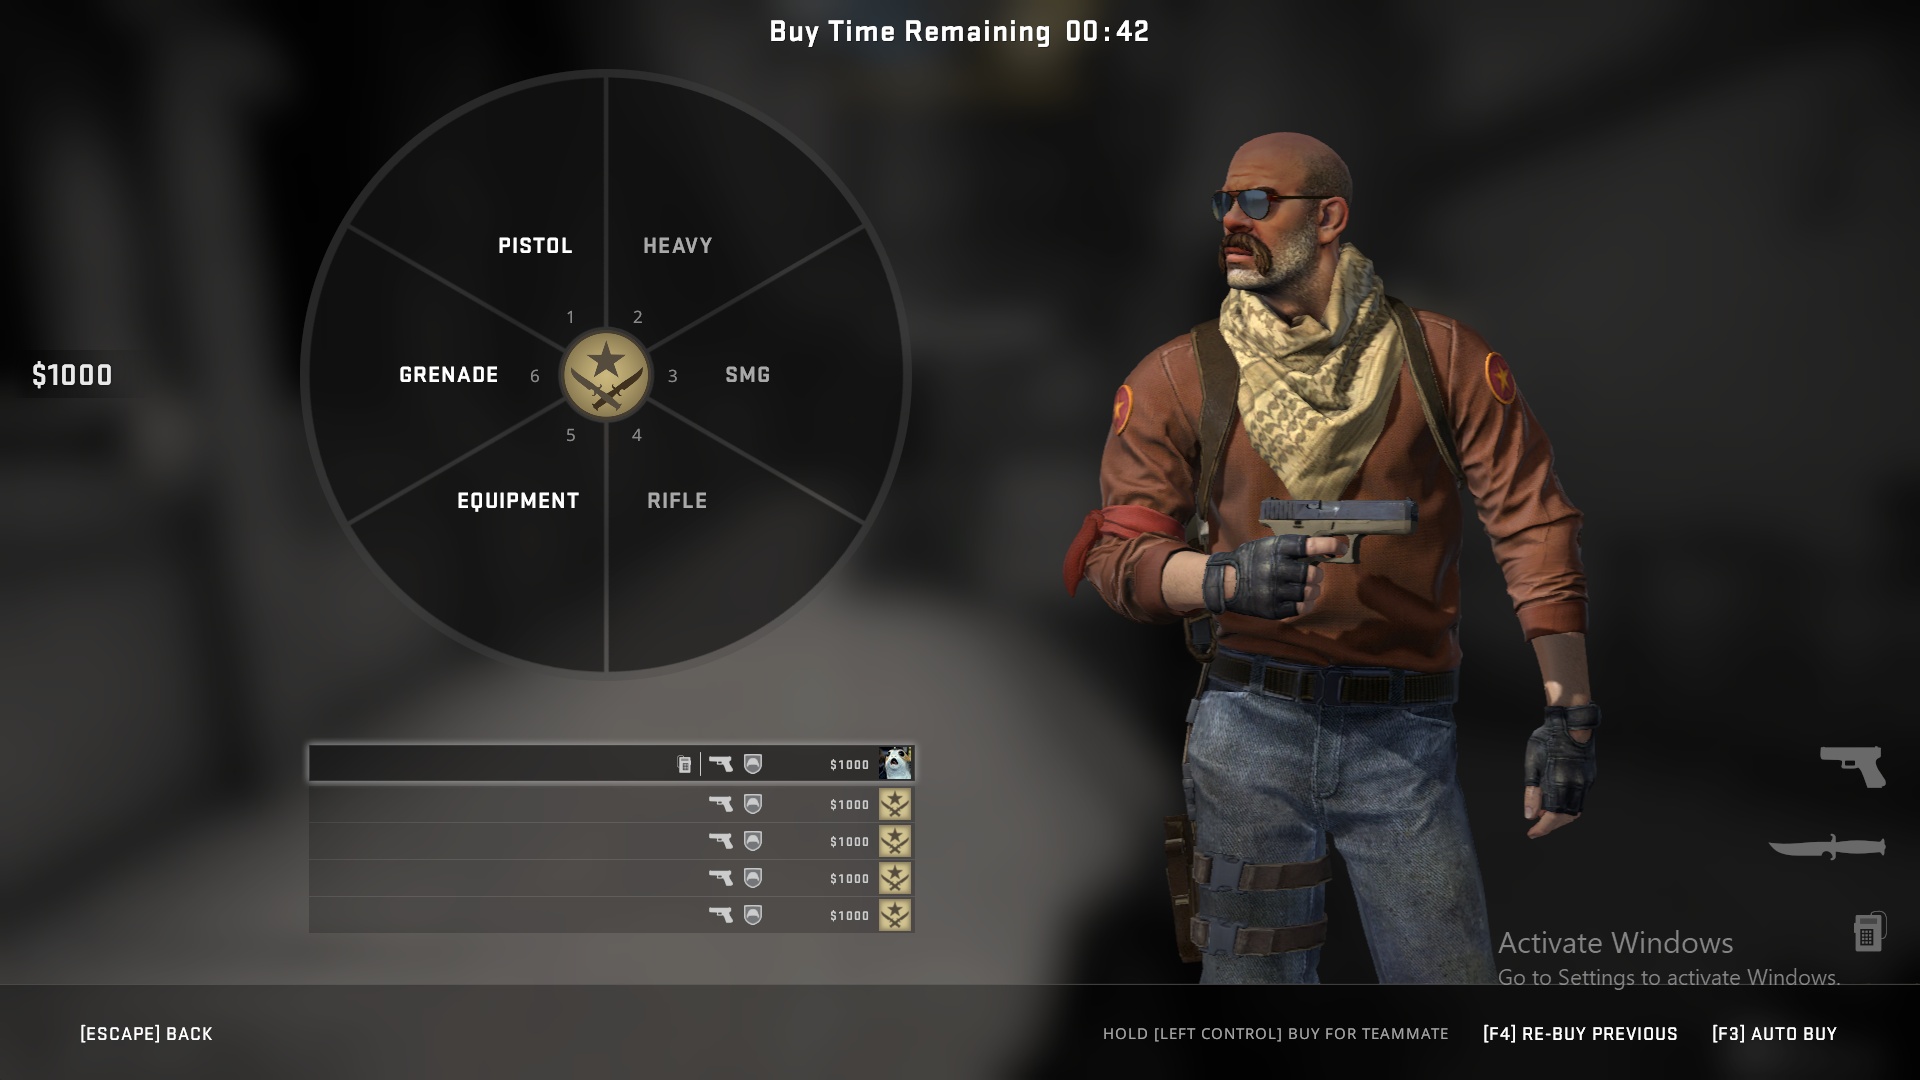 Buy Time Remaining 00:42
PISTOL
HEAVY
1
2
$1000
GRENADE
6
3
SMG
5
4
EQUIPMENT
RIFLE
$1000
$1000
$1000
$1000
$1000
Activate Windows
Go to Settings to activate Windows.
[ESCAPE] BACK
HOLD [LEFT CONTROL] BUY FOR TEAMMATE
[F4] RE-BUY PREVIOUS
[F3] AUTO BUY